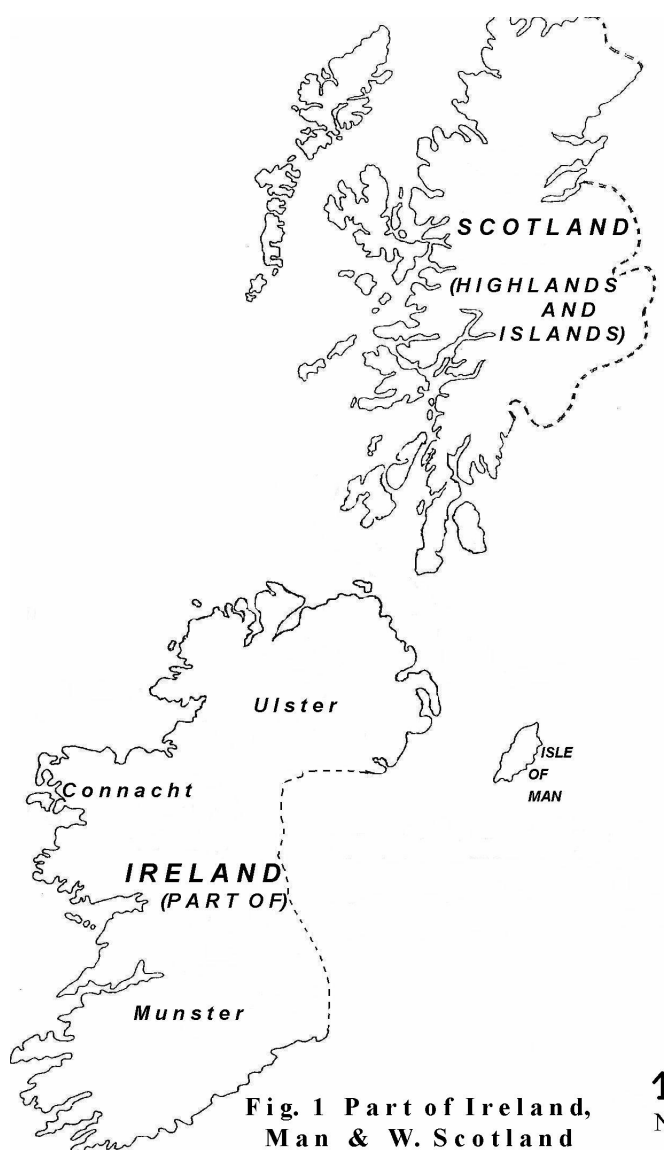 SCOTLAND
(HIGHLANDS
AND
ISLANDS)
Ulster
ISLE
OF
MAN
Connacht
IRELAND
(PART OF)
Munster
Fig. 1 Part of Ireland,
Man & W. Scotland
N